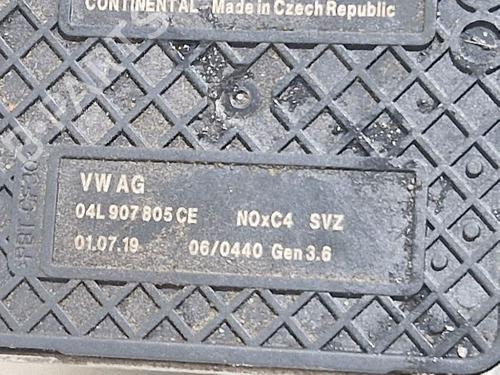 CONTINENTAL - Made in Czech Republic
VW AG
04L 907 805 CE NOxC4 SVZ
01.07.19 06/0440 Gen 3.6